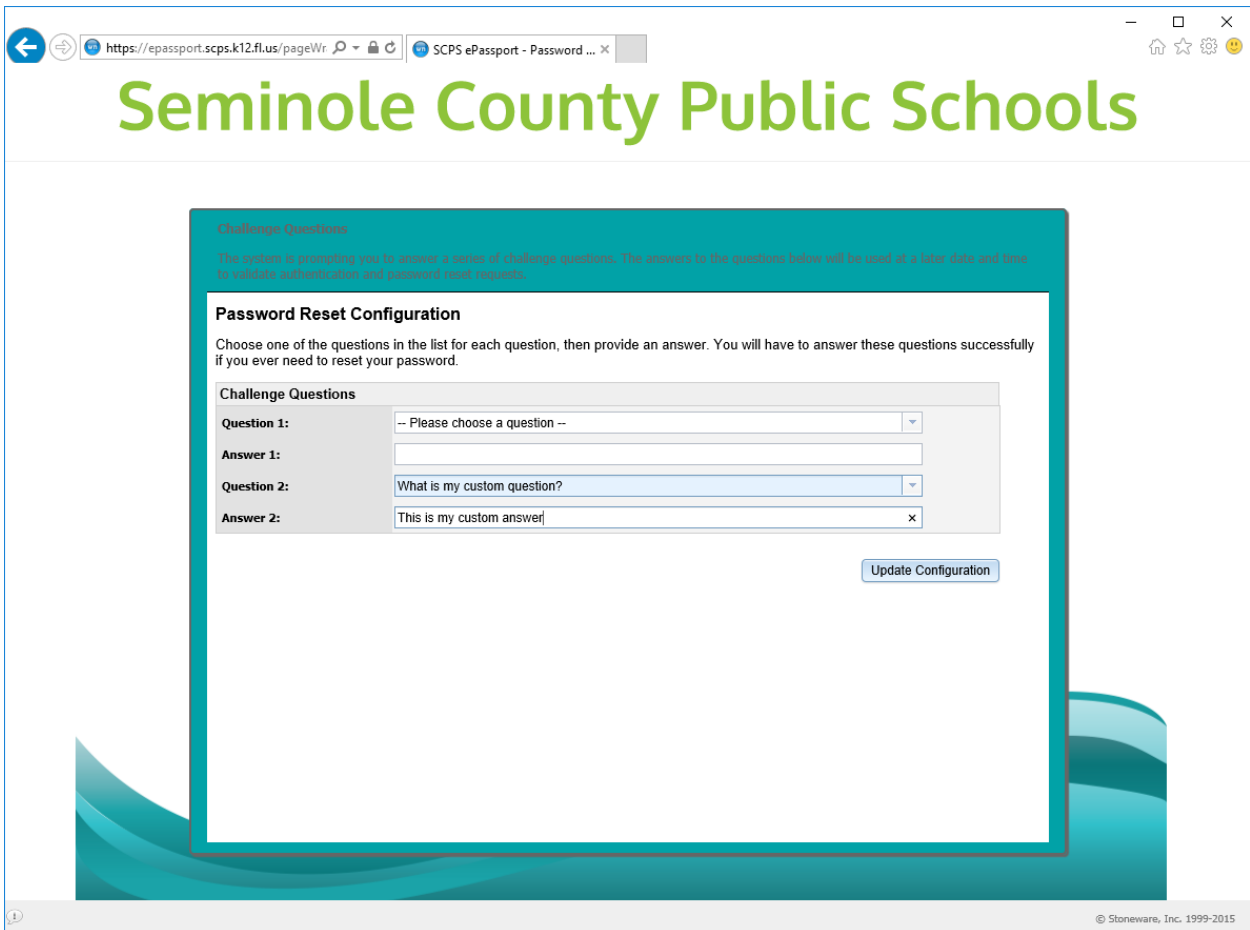 https://epassport.scps.k12.fl.us/pageWr
SCPS ePassport - Password ...
Seminole County Public Schools
Challenge Questions
The system is prompting you to answer a series of challenge questions. The answers to the questions below will be used at a later date and time
to validate authentication and password reset requests.
Password Reset Configuration
Choose one of the questions in the list for each question, then provide an answer. You will have to answer these questions successfully
if you ever need to reset your password.
Challenge Questions
Question 1: -- Please choose a question --
Answer 1:
Question 2: What is my custom question?
Answer 2: This is my custom answer
Update Configuration
© Stoneware, Inc. 1999-2015